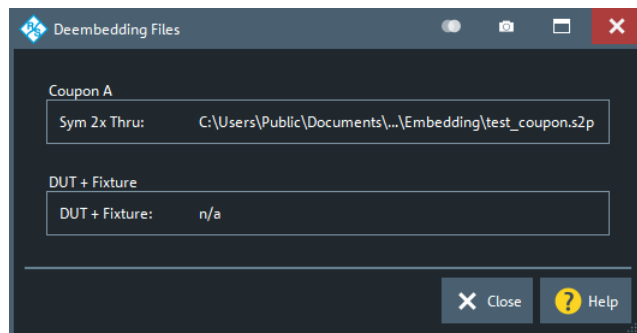 Deembedding Files
Coupon A
Sym 2x Thru: C:\Users\Public\Documents\...\Embedding\test_coupon.s2p
DUT + Fixture
DUT + Fixture: n/a
Close ? Help